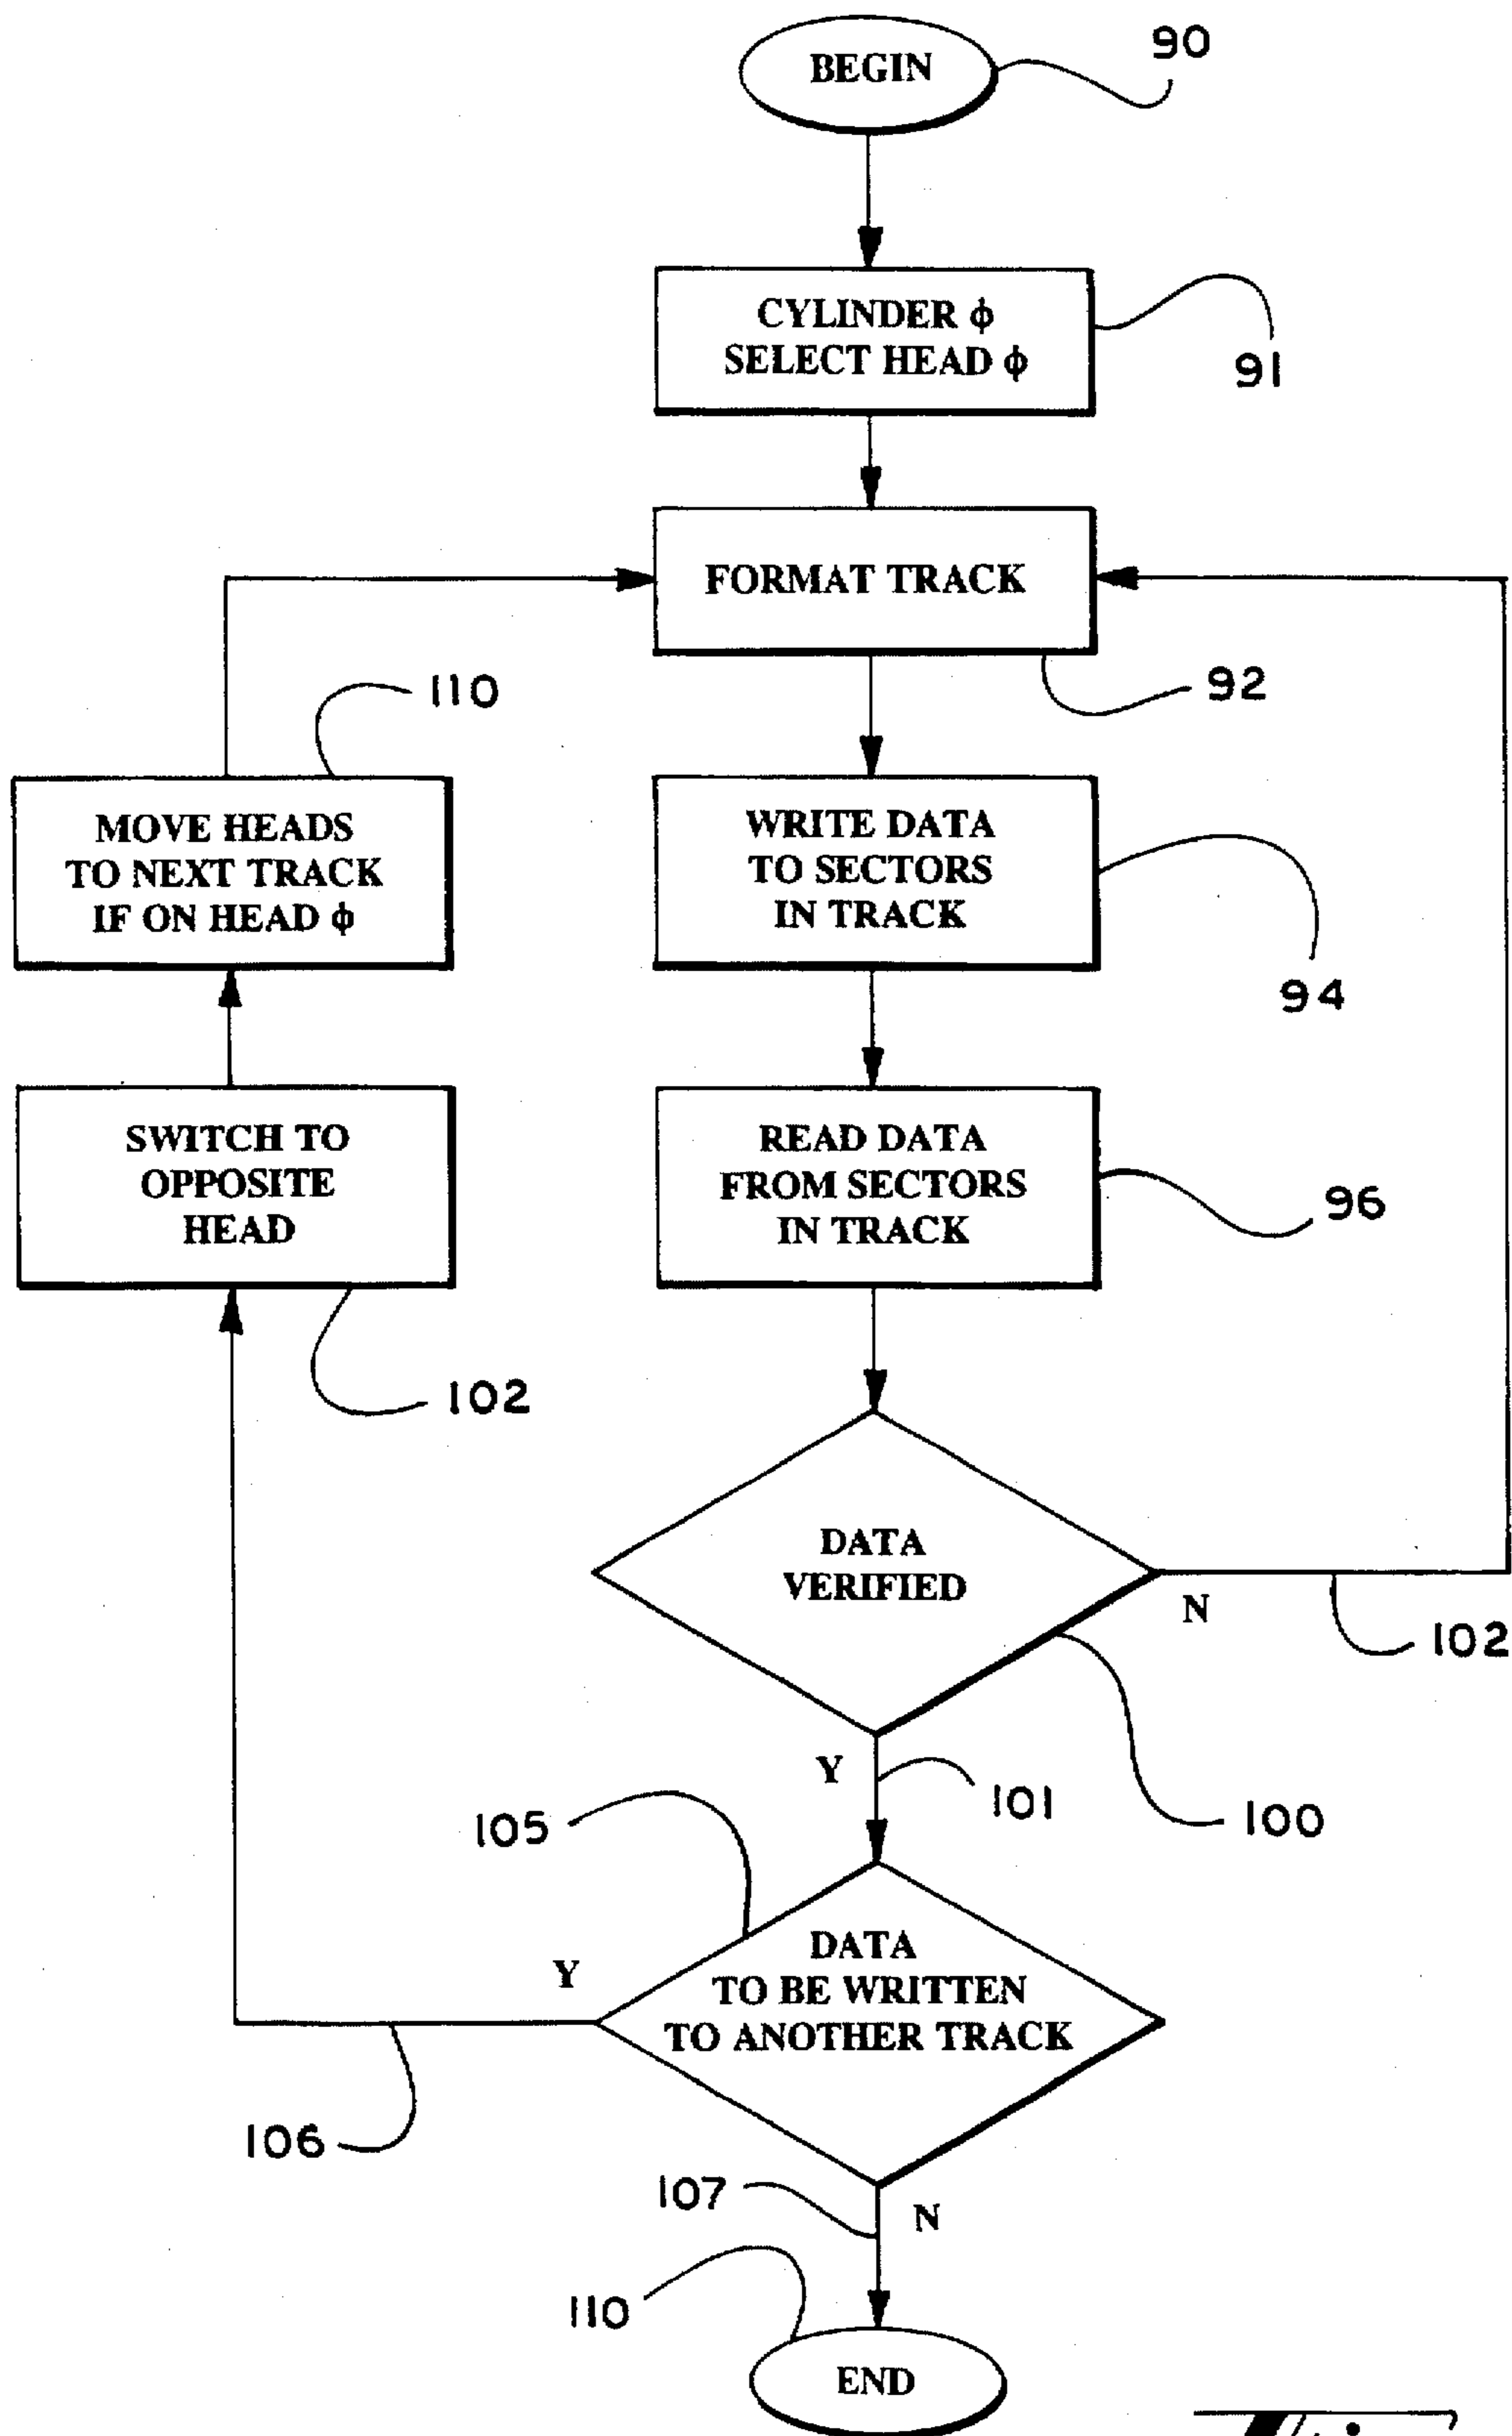 BEGIN
90
CYLINDER ϕ
SELECT HEAD ϕ
91
FORMAT TRACK
92
110
MOVE HEADS
TO NEXT TRACK
IF ON HEAD ϕ
WRITE DATA
TO SECTORS
IN TRACK
94
SWITCH TO
OPPOSITE
HEAD
102
READ DATA
FROM SECTORS
IN TRACK
96
DATA
VERIFIED
N
102
Y
101
100
105
DATA
TO BE WRITTEN
TO ANOTHER TRACK
Y
106
107
N
110
END